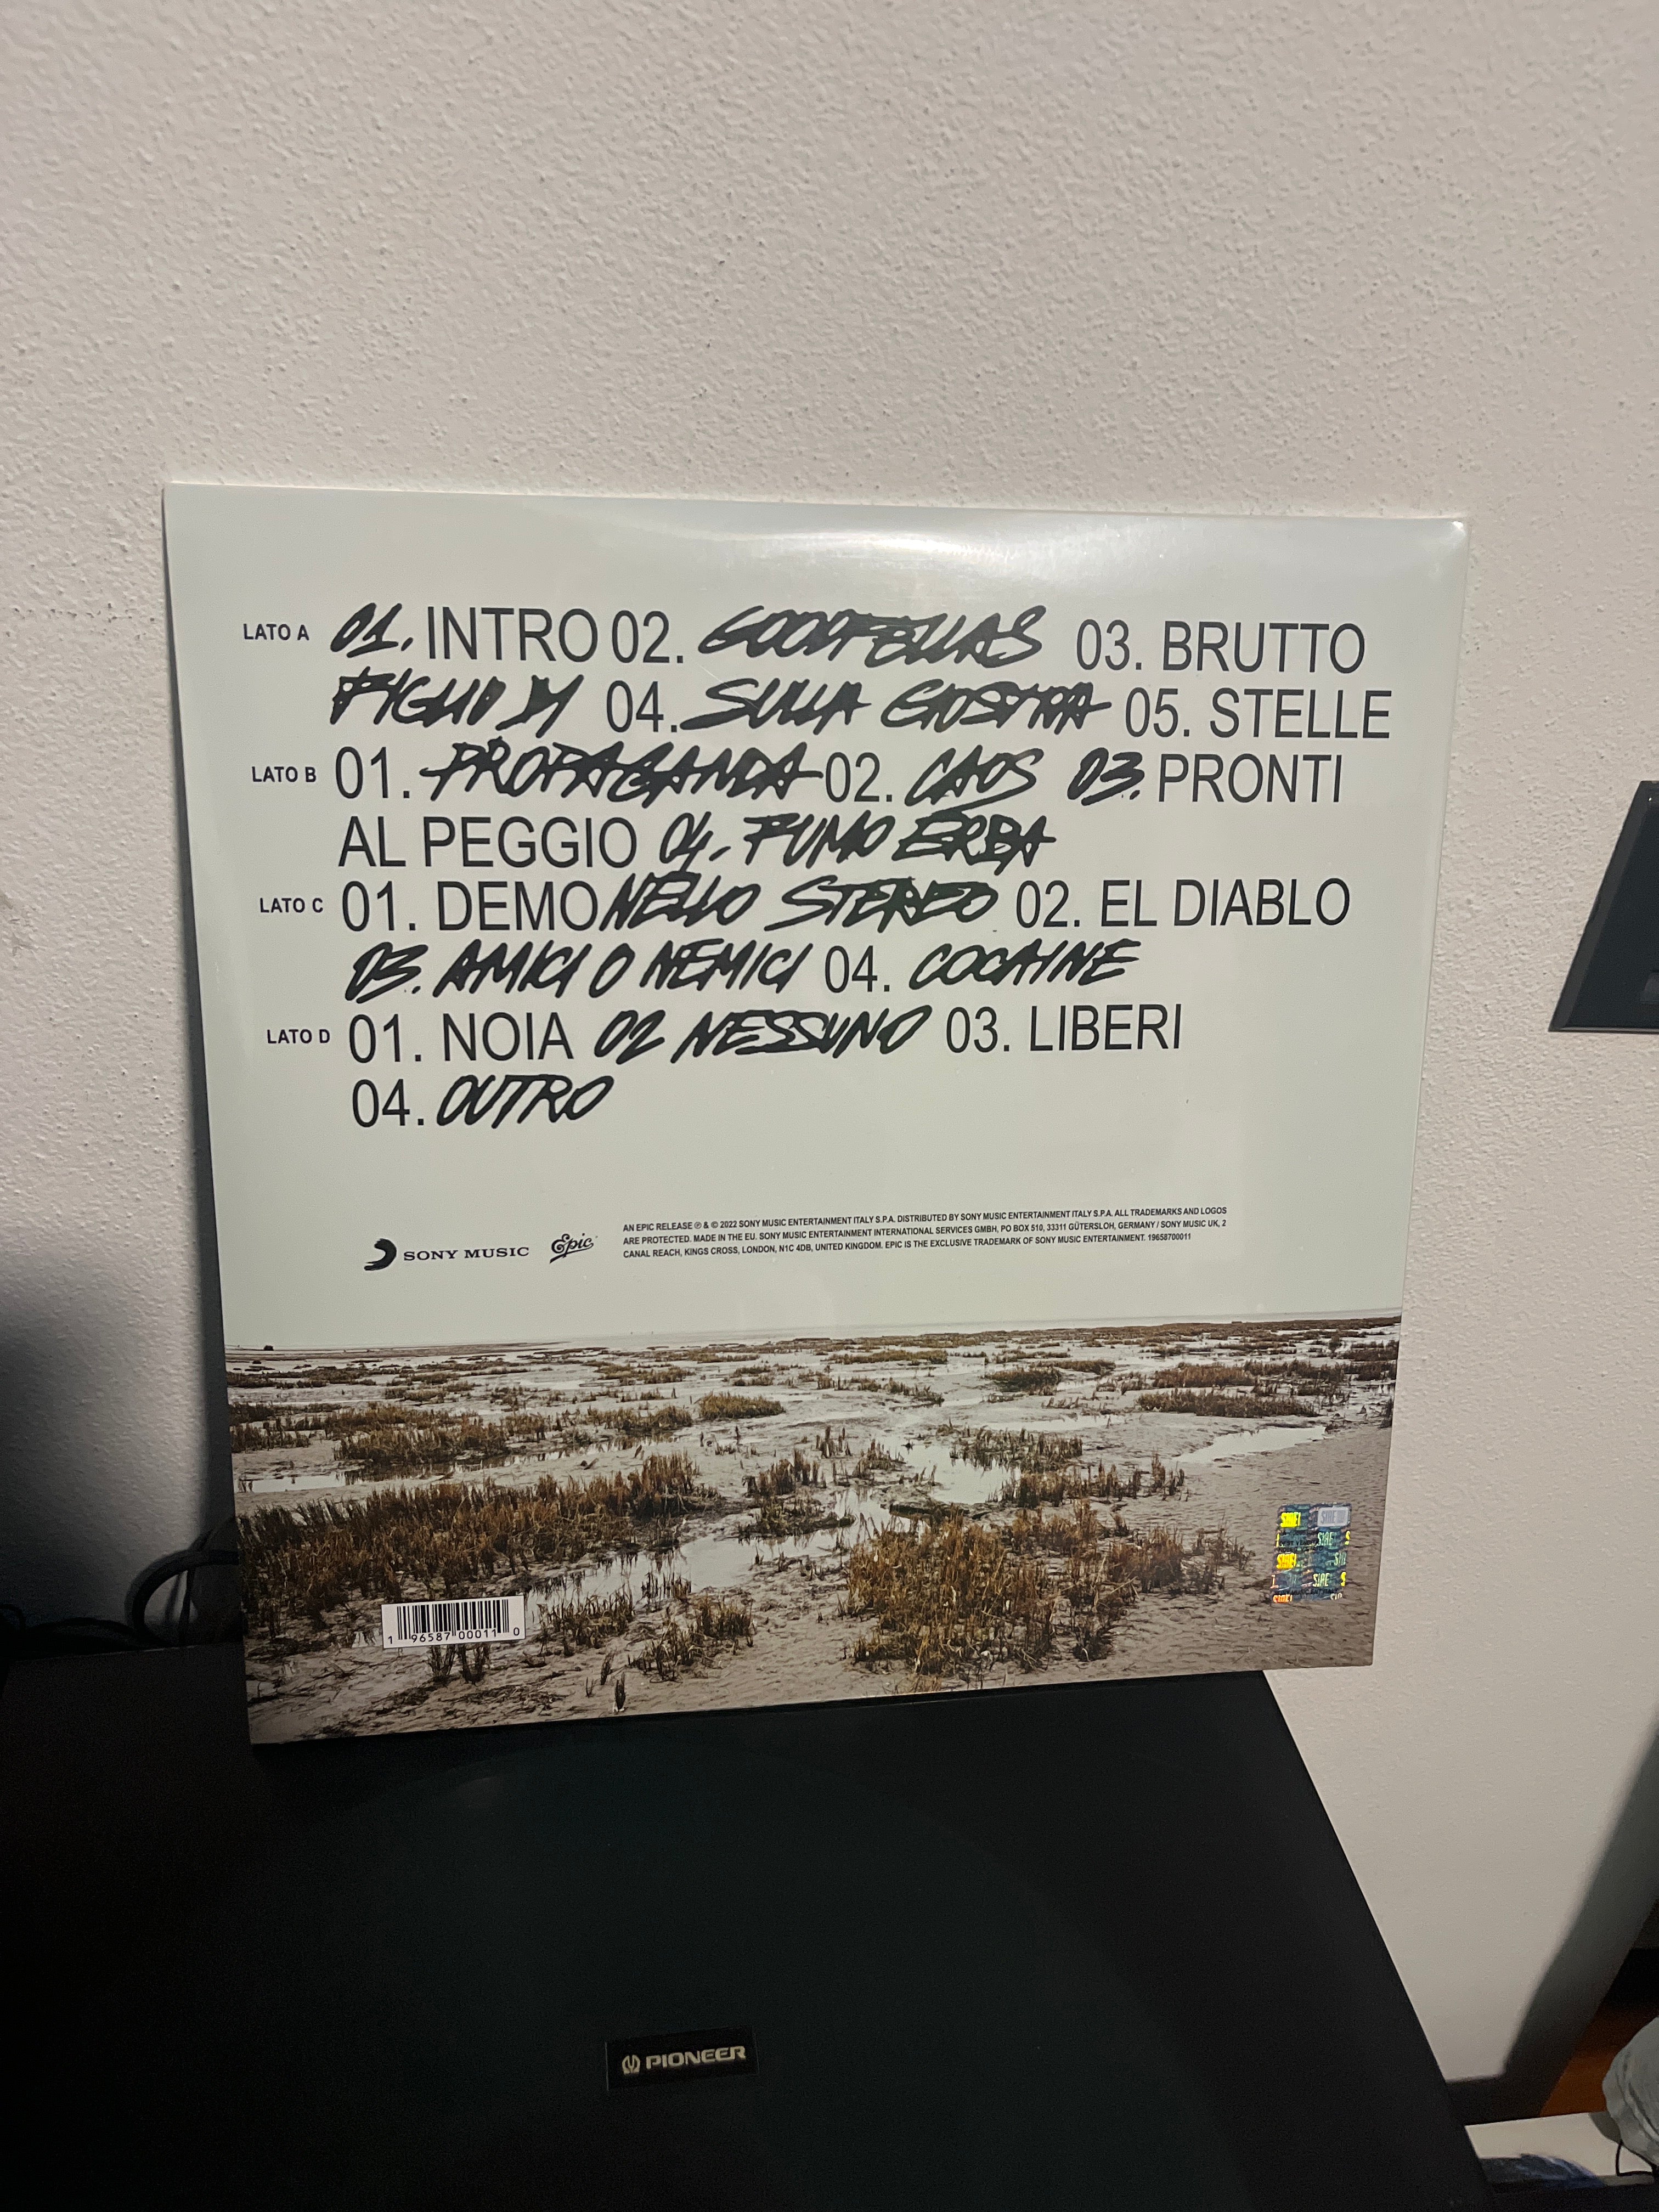 LATO A 01. INTRO 02. GOODFELLAS 03. BRUTTO
FIGLIO DI 04. SULLA GIOSTRA 05. STELLE
LATO B 01. PROPAGANDA 02. CAOS 03. PRONTI
AL PEGGIO 04. FUMO ERBA
LATO C 01. DEMONELLO STEREO 02. EL DIABLO
03. AMICI O NEMICI 04. COCAINE
LATO D 01. NOIA 02 NESSUNO 03. LIBERI
04. OUTRO
SONY MUSIC Epic
AN EPIC RELEASE ℗ & © 2022 SONY MUSIC ENTERTAINMENT ITALY S.P.A. DISTRIBUTED BY SONY MUSIC ENTERTAINMENT ITALY S.P.A. ALL TRADEMARKS AND LOGOS
ARE PROTECTED. MADE IN THE EU. SONY MUSIC ENTERTAINMENT INTERNATIONAL SERVICES GMBH, PO BOX 510, 33311 GÜTERSLOH, GERMANY / SONY MUSIC UK, 2
CANAL REACH, KINGS CROSS, LONDON, N1C 4DB, UNITED KINGDOM. EPIC IS THE EXCLUSIVE TRADEMARK OF SONY MUSIC ENTERTAINMENT. 19658700011
SIAE
1 96587 00011 0
PIONEER